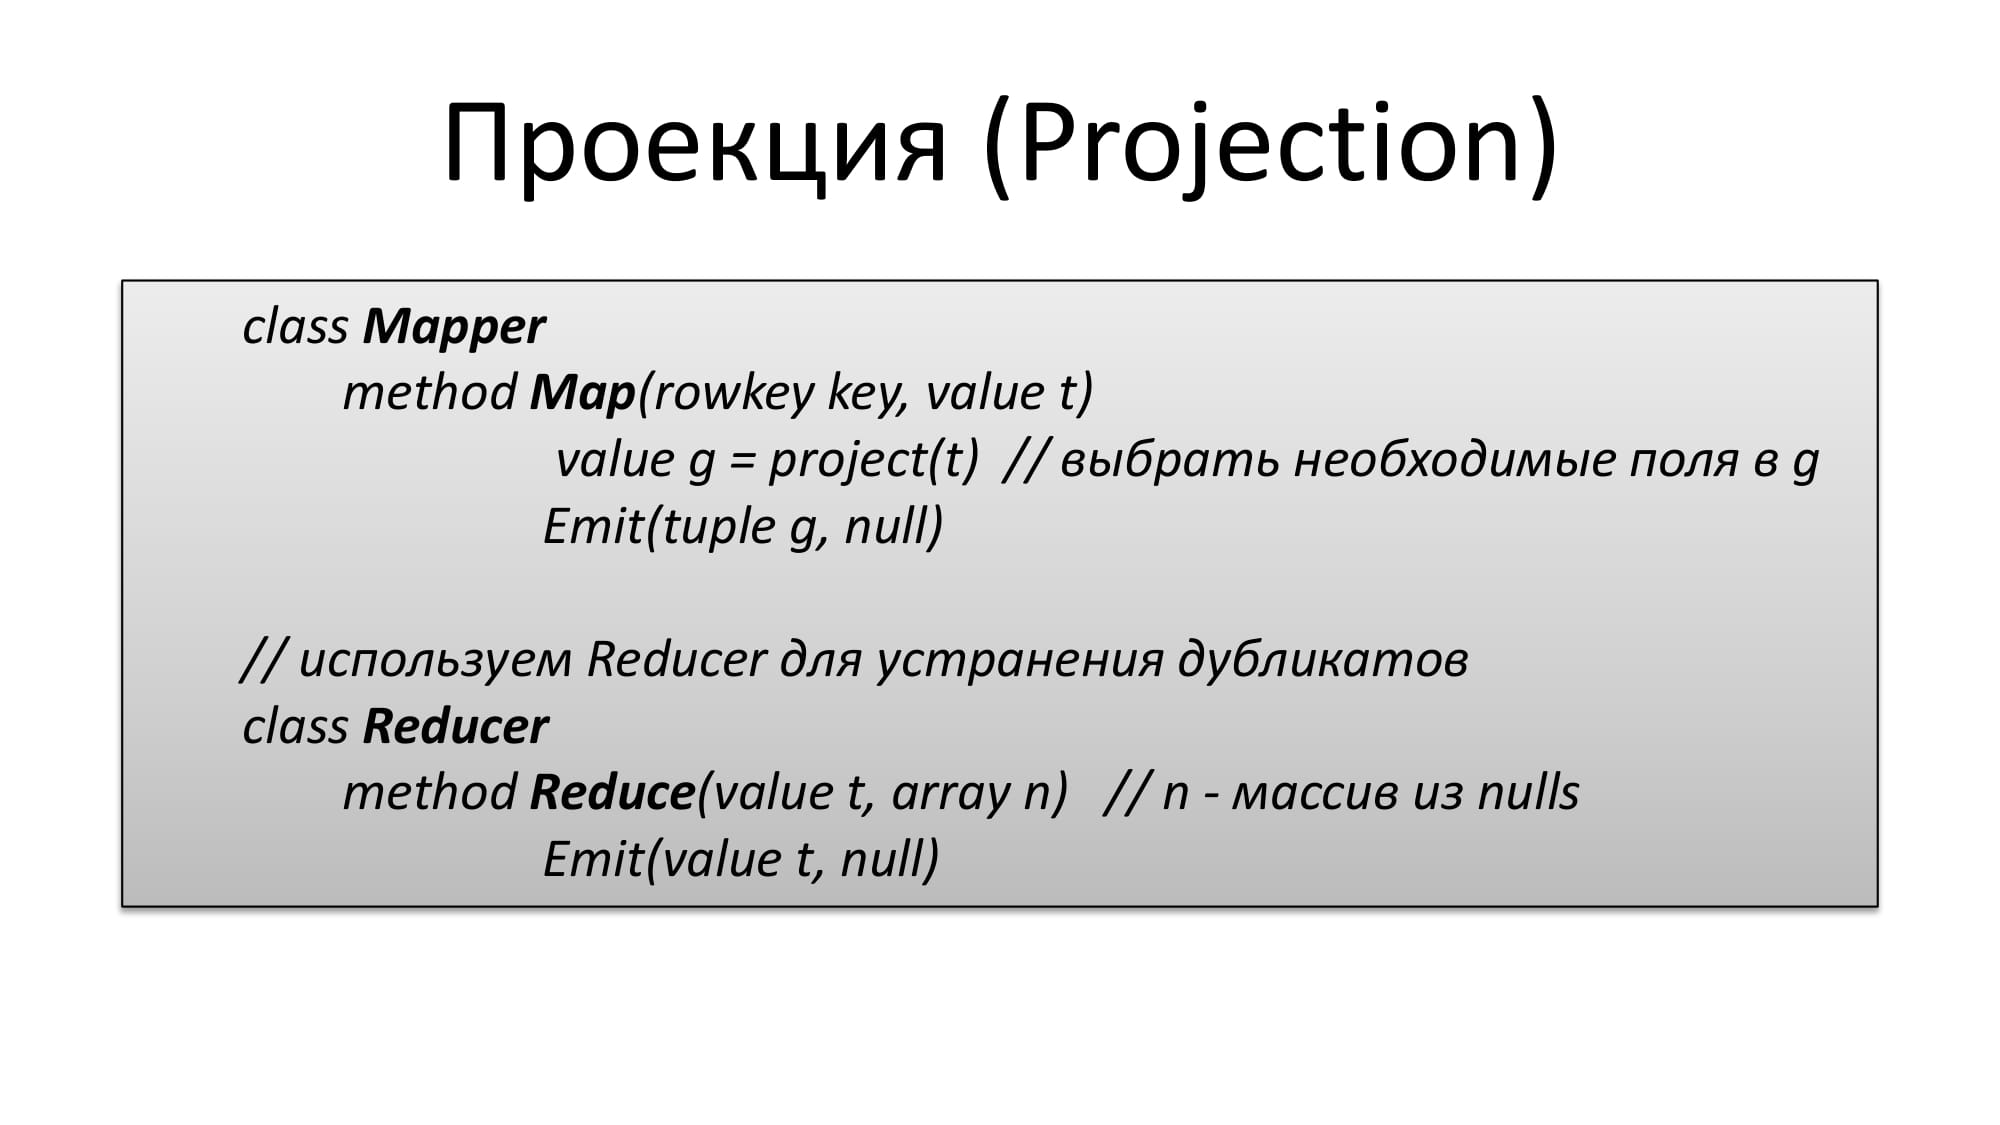 Проекция (Projection)
class Mapper
method Map(rowkey key, value t)
value g = project(t) // выбрать необходимые поля в g
Emit(tuple g, null)
// используем Reducer для устранения дубликатов
class Reducer
method Reduce(value t, array n) // n - массив из nulls
Emit(value t, null)